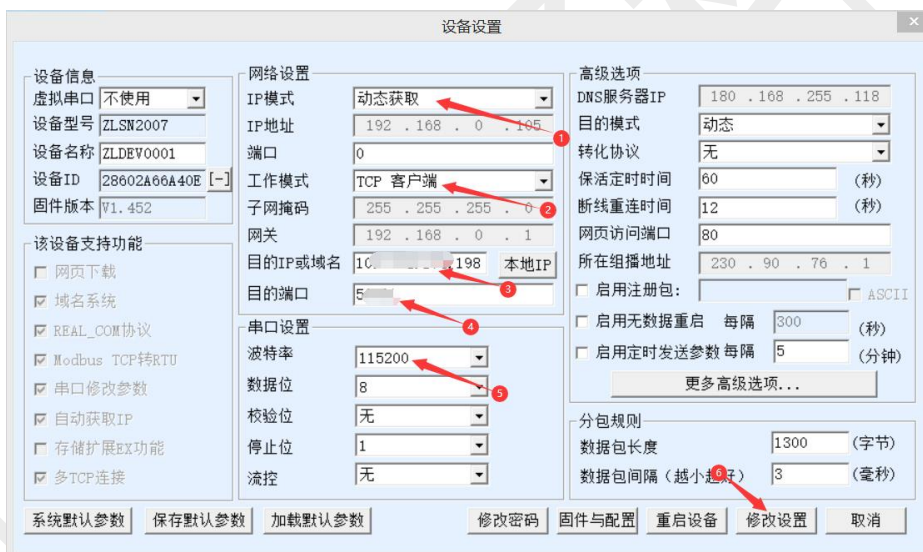 设备设置
设备信息
虚拟串口 不使用
设备型号 ZLSN2007
设备名称 ZLDEV0001
设备ID 28602A66A40E [-]
固件版本 V1.452
该设备支持功能
网页下载
域名系统
REAL_COM协议
Modbus TCP转RTU
串口修改参数
自动获取IP
存储扩展EX功能
多TCP连接
网络设置
IP模式 动态获取
1
IP地址 192 .168 . 0 .105
端口 0
工作模式 TCP 客户端
2
子网掩码 255 . 255 . 255 . 0
网关 192 .168 . 0 . 1
目的IP或域名 10 198 本地IP
3
目的端口 5
4
串口设置
波特率 115200
5
数据位 8
校验位 无
停止位 1
流控 无
高级选项
DNS服务器IP 180 .168 .255 .118
目的模式 动态
转化协议 无
保活定时时间 60 (秒)
断线重连时间 12 (秒)
网页访问端口 80
所在组播地址 230 . 90 . 76 . 1
启用注册包: ASCII
启用无数据重启 每隔 300 (秒)
启用定时发送参数 每隔 5 (分钟)
更多高级选项...
分包规则
数据包长度 1300 (字节)
数据包间隔(越小越好) 3 (毫秒)
6
系统默认参数 保存默认参数 加载默认参数 修改密码 固件与配置 重启设备 修改设置 取消